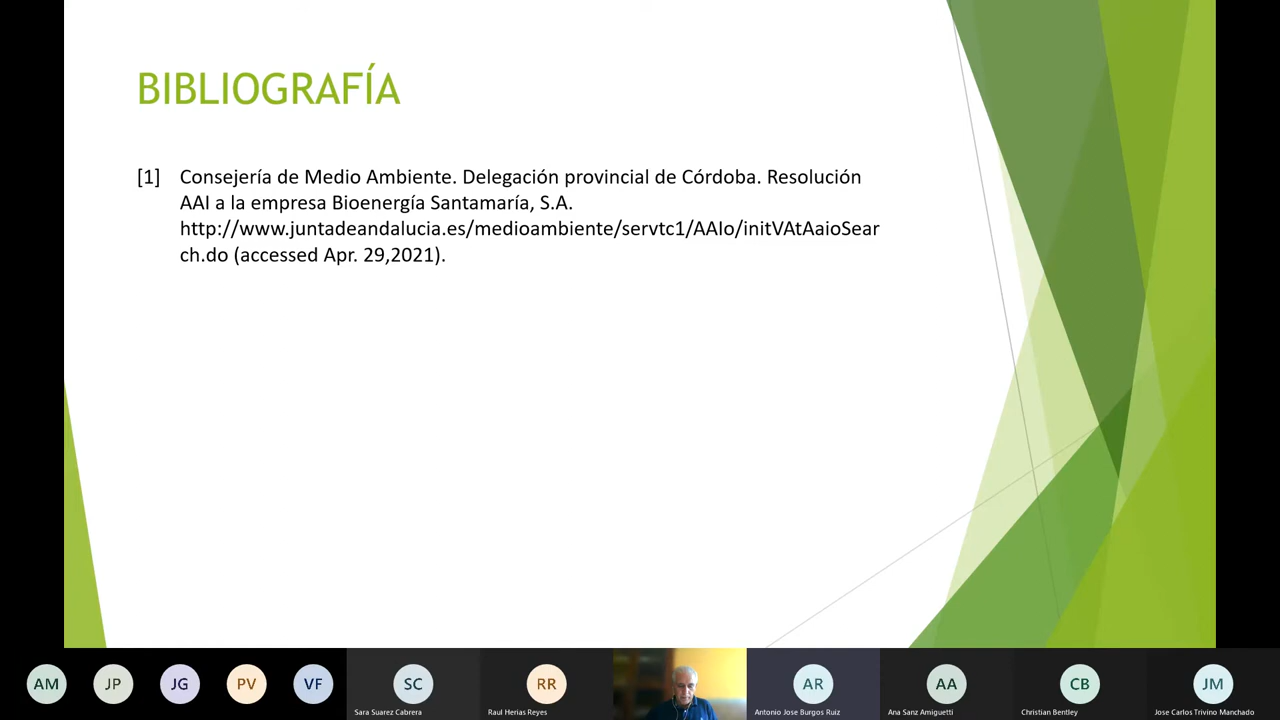 BIBLIOGRAFÍA
[1] Consejería de Medio Ambiente. Delegación provincial de Córdoba. Resolución
AAI a la empresa Bioenergía Santamaría, S.A.
http://www.juntadeandalucia.es/medioambiente/servtc1/AAIo/initVAtAaioSear
ch.do (accessed Apr. 29,2021).
AM
JP
JG
PV
VF
SC
RR
AR
AA
CB
JM
Sara Suarez Cabrera
Raul Herias Reyes
Antonio Jose Burgos Ruiz
Ana Sanz Amiguetti
Christian Bentley
Jose Carlos Trivino Manchado